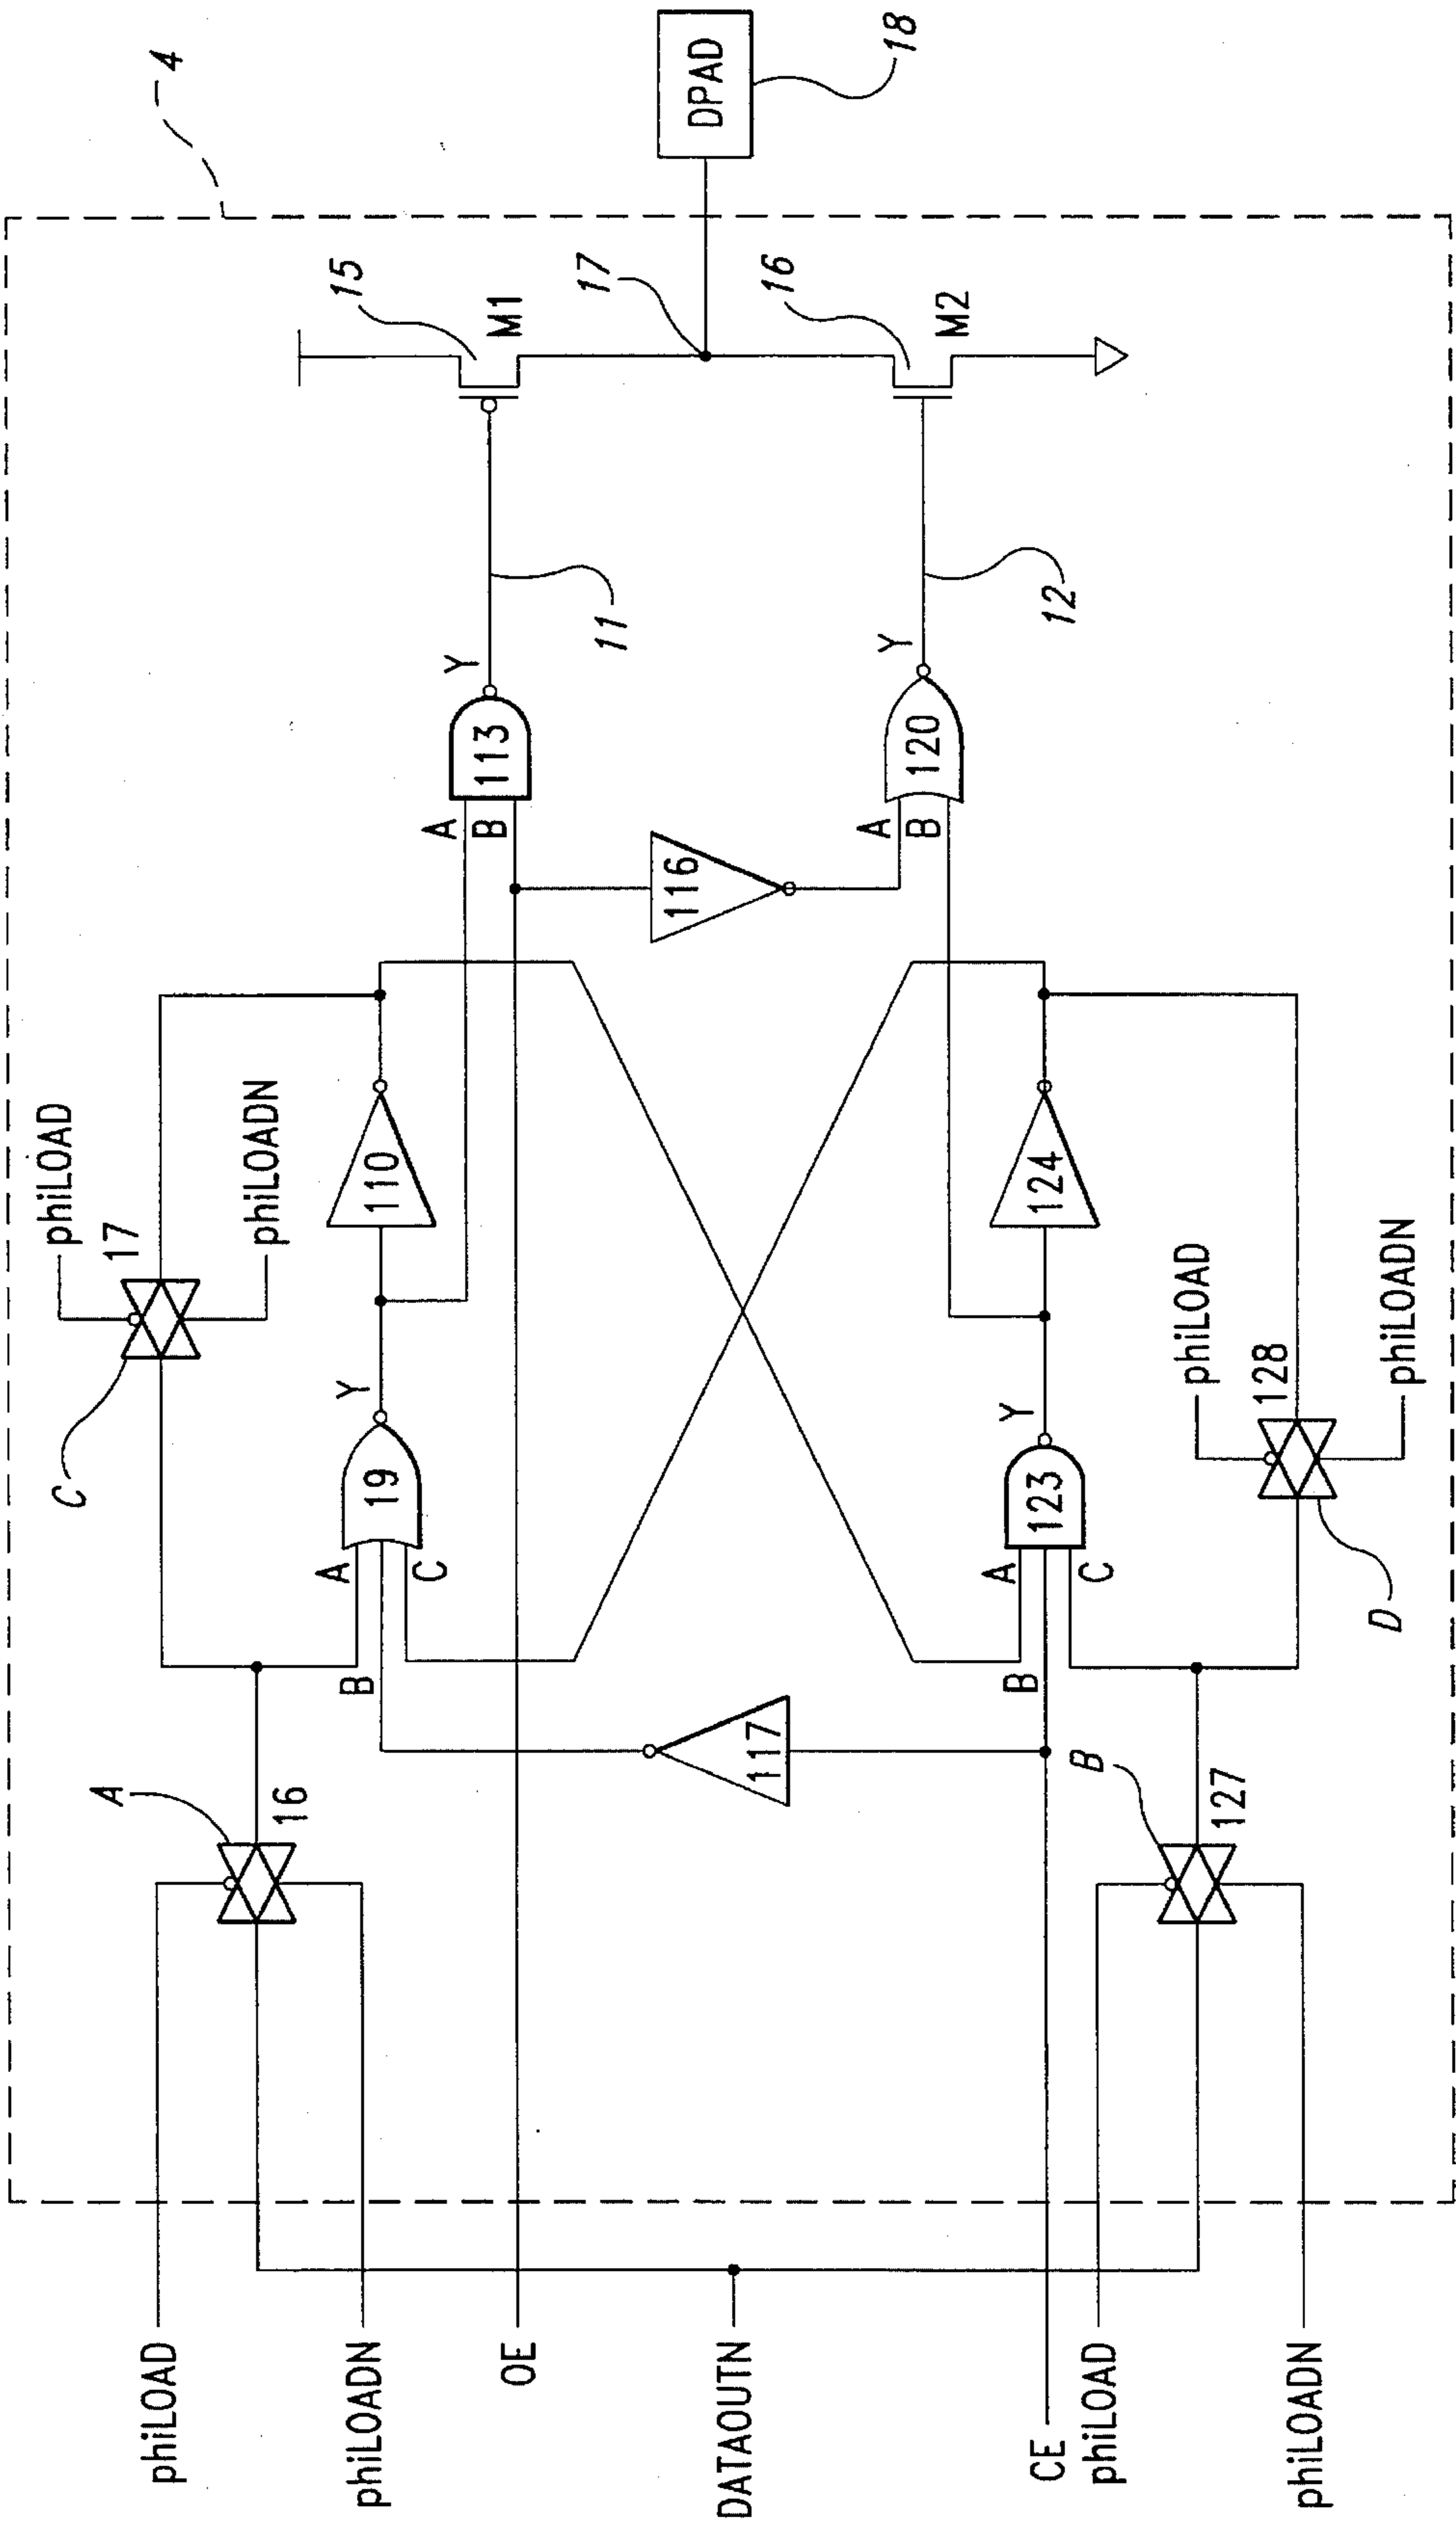 4
phiLOAD
phiLOADN
OE
DATAOUTN
CE
phiLOAD
phiLOADN
A
16
B
127
117
phiLOAD
17
phiLOADN
C
A
B
C
19
Y
110
A
B
C
123
Y
124
phiLOAD
128
phiLOADN
D
A
B
113
Y
116
A
B
120
Y
11
12
15
M1
17
16
M2
DPAD
18